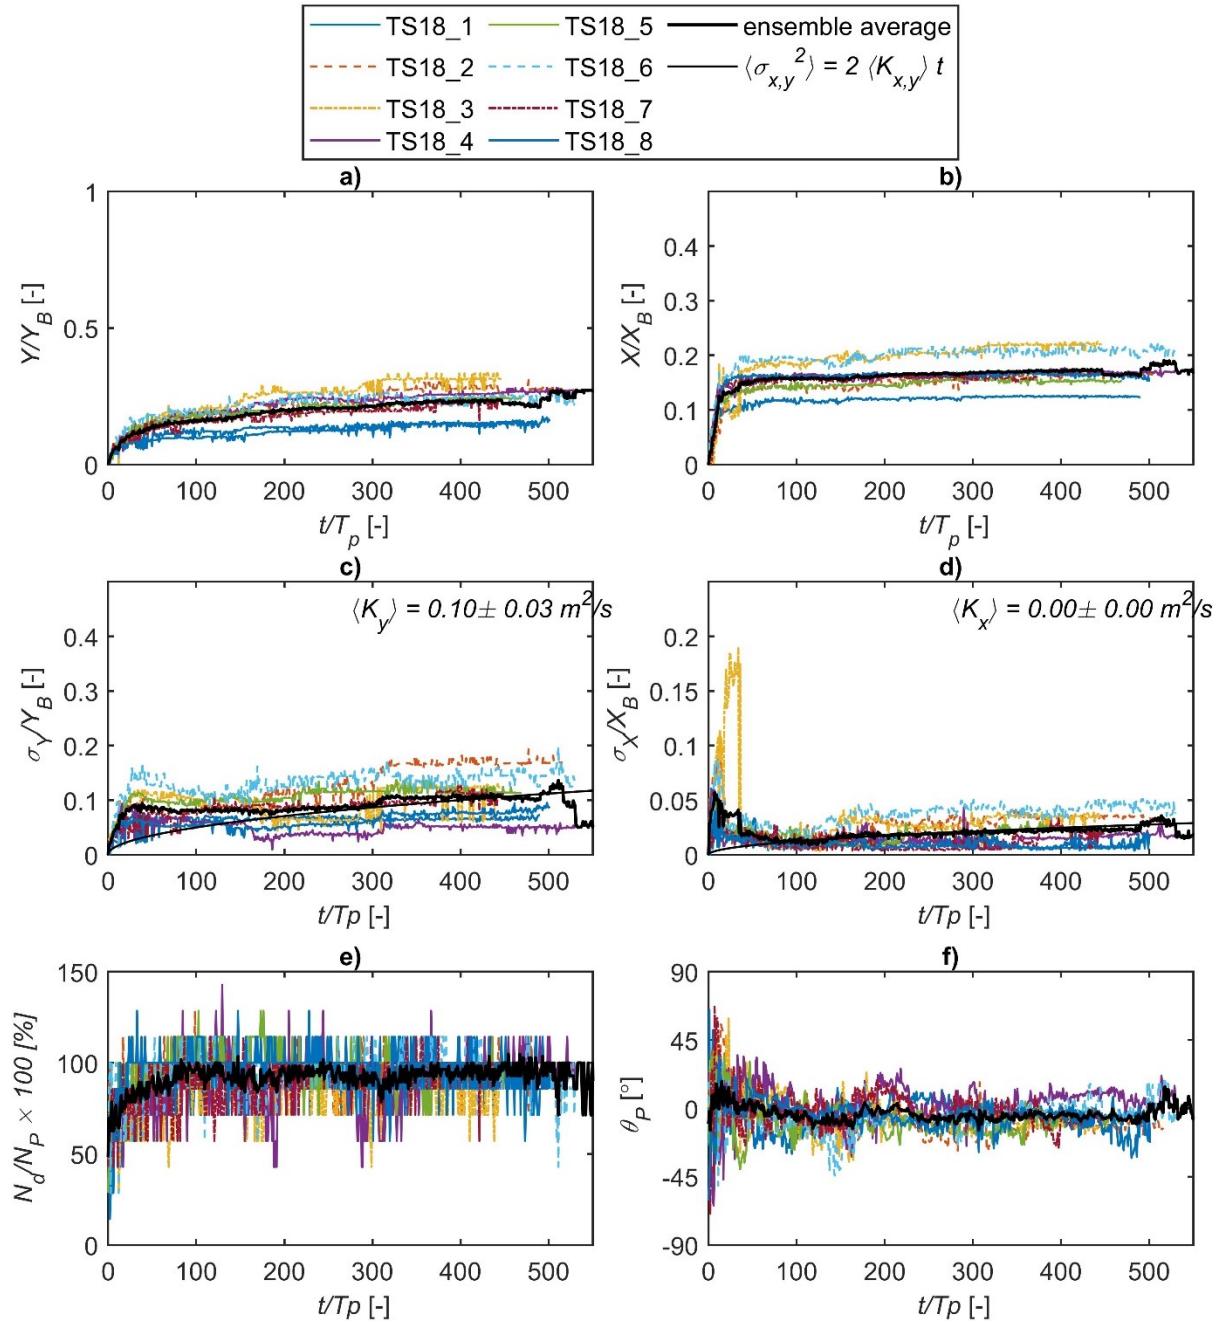 TS18_1 TS18_5 ensemble average
TS18_2 TS18_6 ⟨σx,y²⟩ = 2 ⟨Kx,y⟩ t
TS18_3 TS18_7
TS18_4 TS18_8
a)
1
0.5
0
Y/YB [-]
0 100 200 300 400 500
t/Tp [-]
b)
0.4
0.3
0.2
0.1
0
X/XB [-]
0 100 200 300 400 500
t/Tp [-]
c)
⟨Ky⟩ = 0.10± 0.03 m²/s
0.4
0.3
0.2
0.1
0
σY/YB [-]
0 100 200 300 400 500
t/Tp [-]
d)
⟨Kx⟩ = 0.00± 0.00 m²/s
0.2
0.15
0.1
0.05
0
σX/XB [-]
0 100 200 300 400 500
t/Tp [-]
e)
150
100
50
0
Nd/NP × 100 [%]
0 100 200 300 400 500
t/Tp [-]
f)
90
45
0
-45
-90
θP [°]
0 100 200 300 400 500
t/Tp [-]